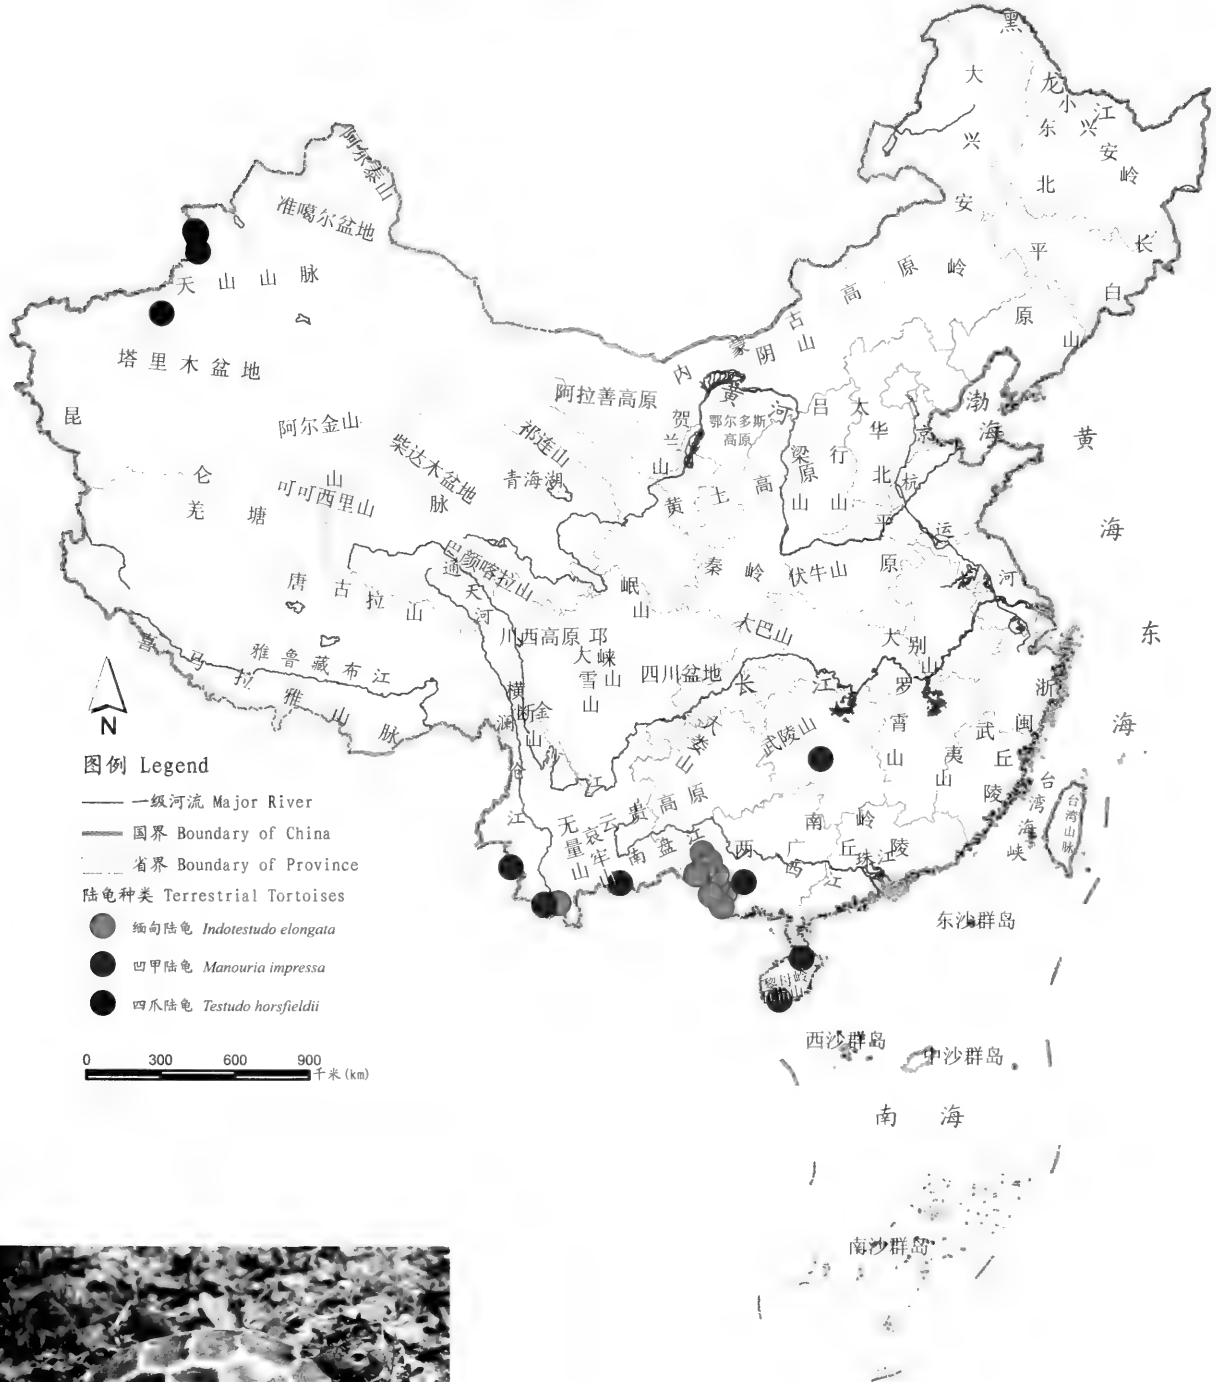 黑龙江
大兴安岭
小兴安岭
东北平原
长白山
阿尔泰山
准噶尔盆地
天山山脉
塔里木盆地
内蒙古高原
阴山
阿拉善高原
贺兰山
黄河
鄂尔多斯
高原
吕梁山
太行山
华北平原
京杭运河
渤海
黄海
昆仑山脉
阿尔金山
祁连山
柴达木盆地
青海湖
可可西里山
羌塘
黄土高原
秦岭
伏牛山
巴颜喀拉山
通天河
唐古拉山
岷山
川西高原
邛崃山
大雪山
四川盆地
大巴山
大别山
喜马拉雅山脉
雅鲁藏布江
横断山
金
澜仓江
长江
罗霄山
武陵山
大娄山
武夷山
浙闽丘陵
东海
台湾海峡
台湾山脉
无量山
哀牢山
云贵高原
南盘江
南岭
两广丘陵
西江
珠江
东沙群岛
黎母岭
西沙群岛
中沙群岛
南海
南沙群岛
N
图例 Legend
一级河流 Major River
国界 Boundary of China
省界 Boundary of Province
陆龟种类 Terrestrial Tortoises
缅甸陆龟 Indotestudo elongata
凹甲陆龟 Manouria impressa
四爪陆龟 Testudo horsfieldii
0 300 600 900
千米(km)